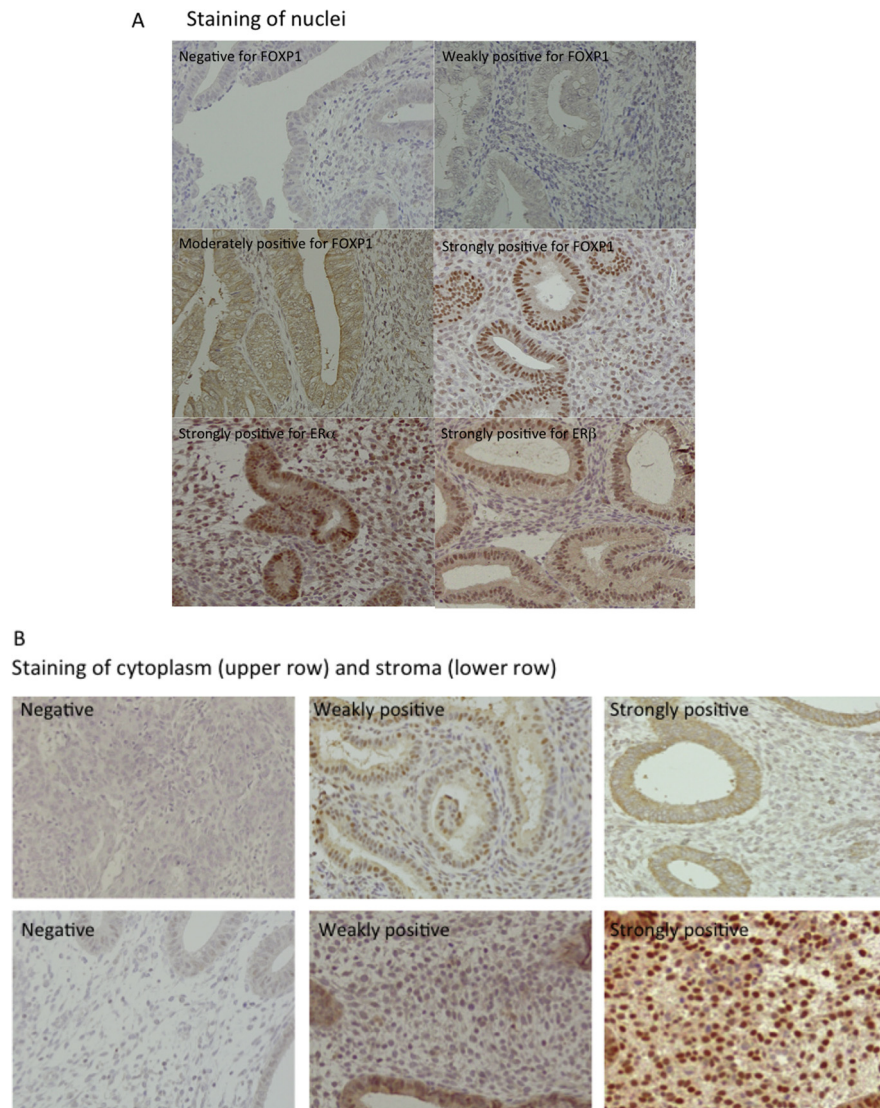 A Staining of nuclei
Negative for FOXP1
Weakly positive for FOXP1
Moderately positive for FOXP1
Strongly positive for FOXP1
Strongly positive for ERα
Strongly positive for ERβ
B
Staining of cytoplasm (upper row) and stroma (lower row)
Negative
Weakly positive
Strongly positive
Negative
Weakly positive
Strongly positive